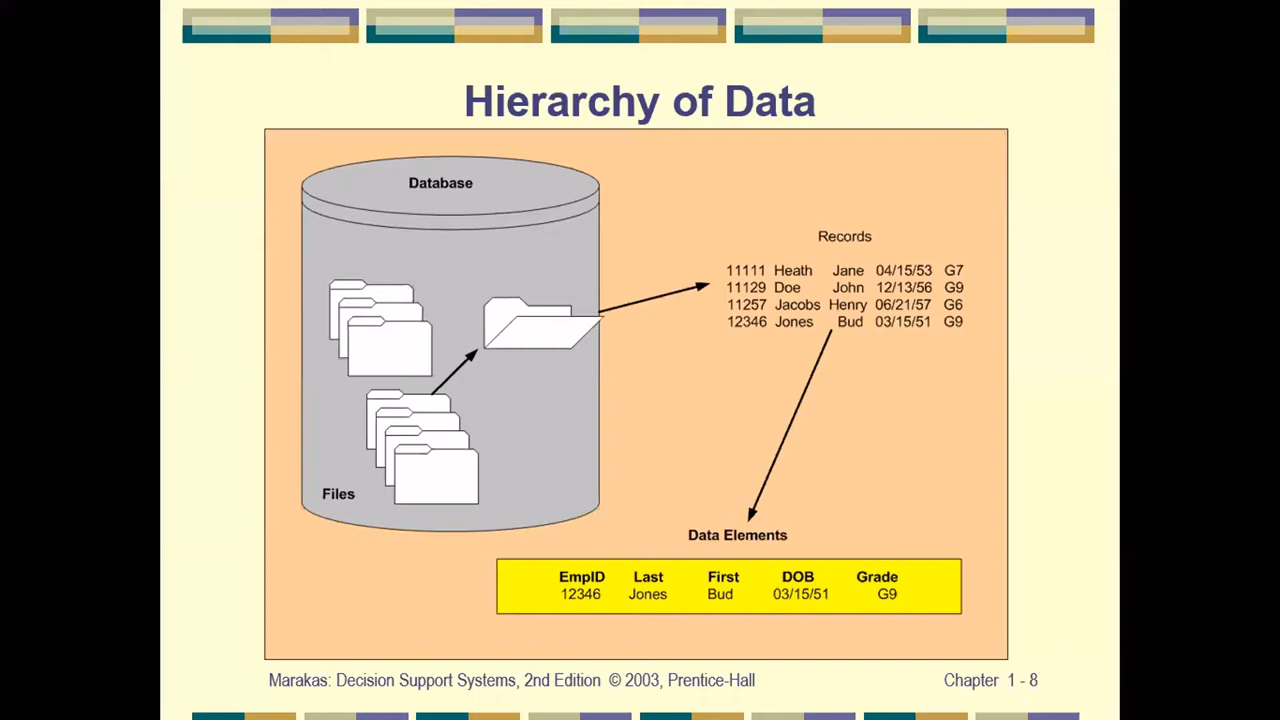 Hierarchy of Data
Database
Files
Records
11111 Heath Jane 04/15/53 G7
11129 Doe John 12/13/56 G9
11257 Jacobs Henry 06/21/57 G6
12346 Jones Bud 03/15/51 G9
Data Elements
EmpID Last First DOB Grade
12346 Jones Bud 03/15/51 G9
Marakas: Decision Support Systems, 2nd Edition © 2003, Prentice-Hall
Chapter 1 - 8